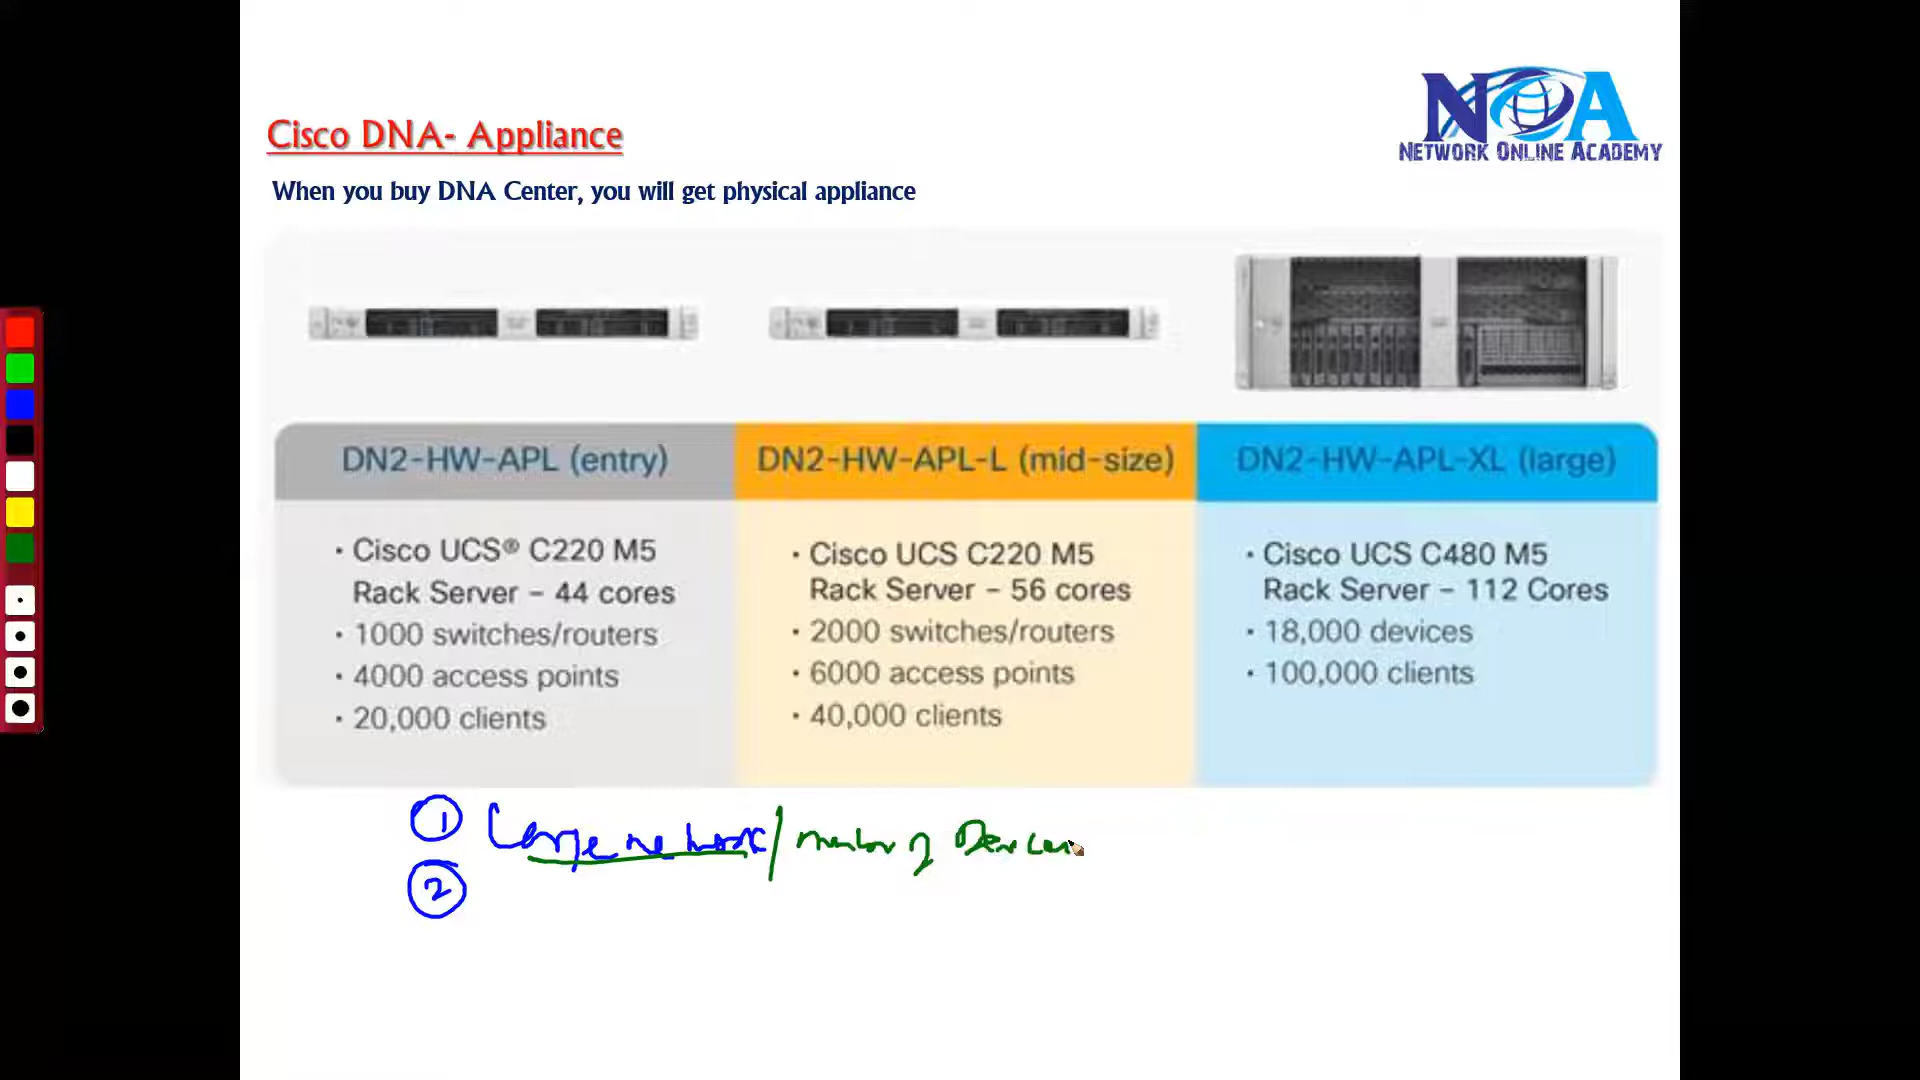 NOA
NETWORK ONLINE ACADEMY
Cisco DNA- Appliance
When you buy DNA Center, you will get physical appliance
DN2-HW-APL (entry)
• Cisco UCS® C220 M5
Rack Server – 44 cores
• 1000 switches/routers
• 4000 access points
• 20,000 clients
DN2-HW-APL-L (mid-size)
• Cisco UCS C220 M5
Rack Server – 56 cores
• 2000 switches/routers
• 6000 access points
• 40,000 clients
DN2-HW-APL-XL (large)
• Cisco UCS C480 M5
Rack Server – 112 Cores
• 18,000 devices
• 100,000 clients
1 Large network / of
2